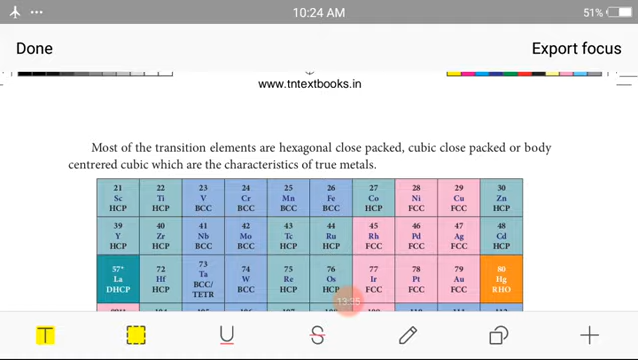 10:24 AM
51%
Done
Export focus
www.tntextbooks.in
Most of the transition elements are hexagonal close packed, cubic close packed or body
centrered cubic which are the characteristics of true metals.
21 22 23 24 25 26 27 28 29 30
Sc Ti V Cr Mn Fe Co Ni Cu Zn
HCP HCP BCC BCC BCC BCC HCP FCC FCC HCP
39 40 41 42 43 44 45 46 47 48
Y Zr Nb Mo Tc Ru Rh Pd Ag Cd
HCP HCP BCC BCC HCP HCP FCC FCC FCC HCP
57* 72 73 74 75 76 77 78 79 80
La Hf Ta W Re Os Ir Pt Au Hg
DHCP HCP BCC/ TETR BCC HCP HCP FCC FCC FCC RHO
13:35
T U S